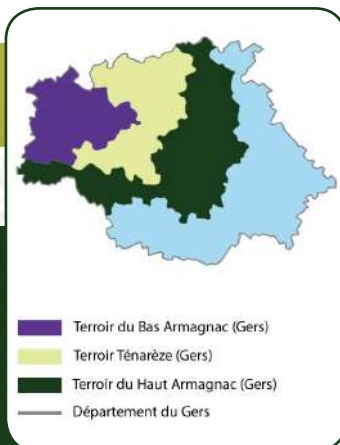 Terroir du Bas Armagnac (Gers)
Terroir Ténarèze (Gers)
Terroir du Haut Armagnac (Gers)
Département du Gers